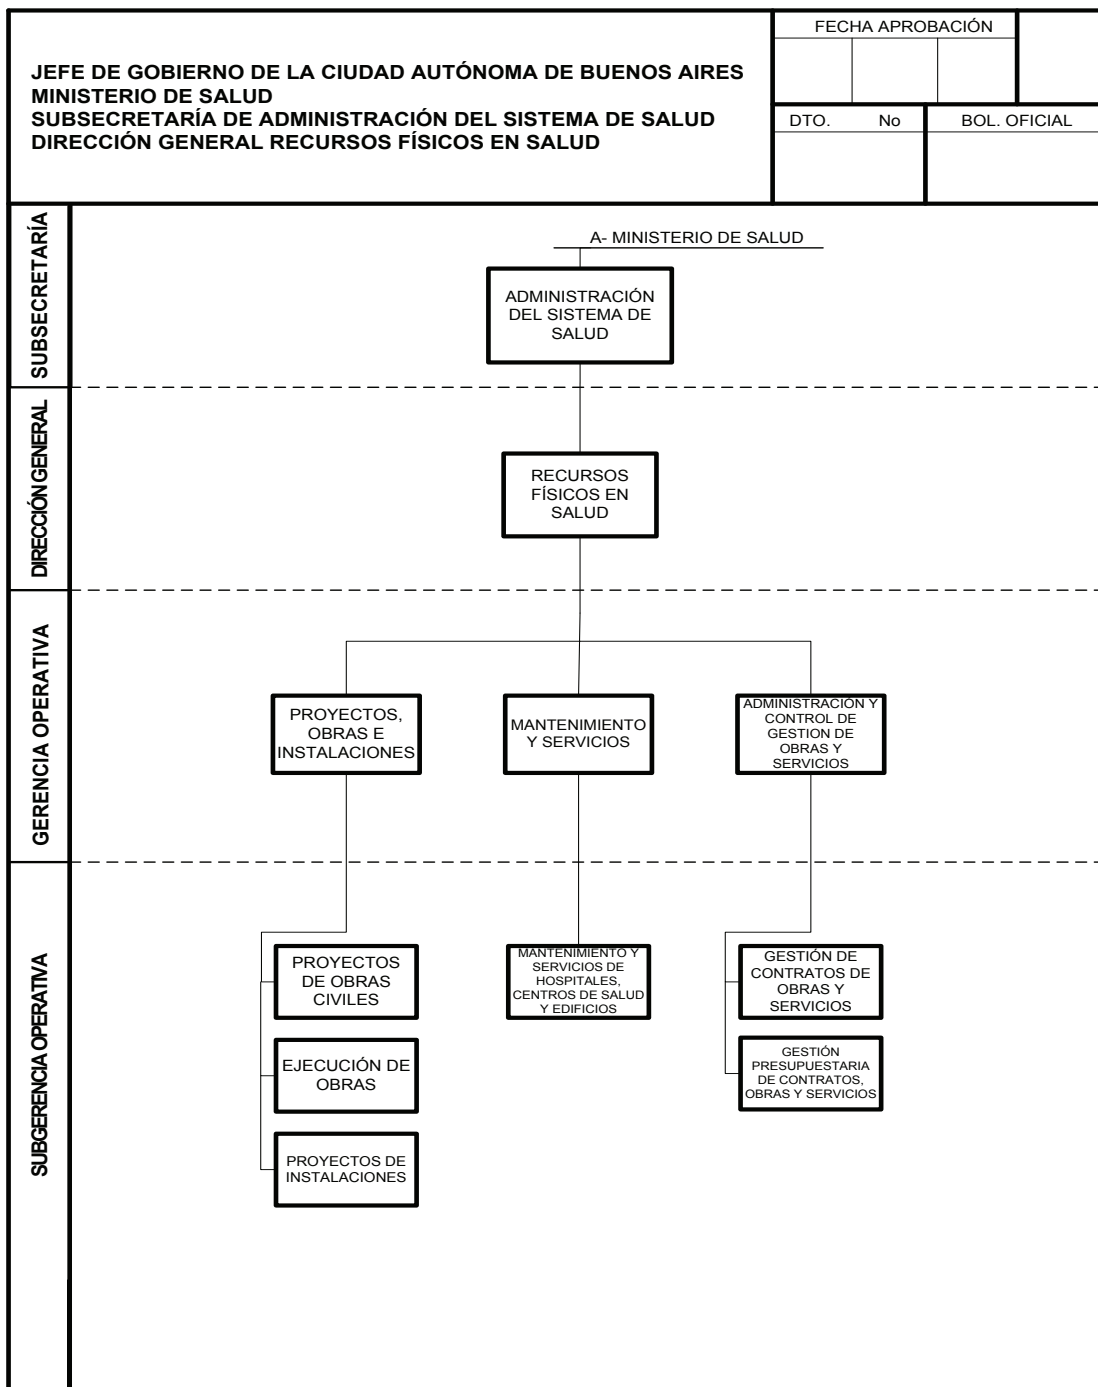 JEFE DE GOBIERNO DE LA CIUDAD AUTÓNOMA DE BUENOS AIRES
MINISTERIO DE SALUD
SUBSECRETARÍA DE ADMINISTRACIÓN DEL SISTEMA DE SALUD
DIRECCIÓN GENERAL RECURSOS FÍSICOS EN SALUD
FECHA APROBACIÓN
DTO. No
BOL. OFICIAL
SUBSECRETARÍA
A- MINISTERIO DE SALUD
ADMINISTRACIÓN
DEL SISTEMA DE
SALUD
DIRECCIÓN GENERAL
RECURSOS
FÍSICOS EN
SALUD
GERENCIA OPERATIVA
PROYECTOS,
OBRAS E
INSTALACIONES
MANTENIMIENTO
Y SERVICIOS
ADMINISTRACIÓN Y
CONTROL DE
GESTION DE
OBRAS Y
SERVICIOS
SUBGERENCIA OPERATIVA
PROYECTOS
DE OBRAS
CIVILES
EJECUCIÓN DE
OBRAS
PROYECTOS DE
INSTALACIONES
MANTENIMIENTO Y
SERVICIOS DE
HOSPITALES,
CENTROS DE SALUD
Y EDIFICIOS
GESTIÓN DE
CONTRATOS DE
OBRAS Y
SERVICIOS
GESTIÓN
PRESUPUESTARIA
DE CONTRATOS,
OBRAS Y SERVICIOS